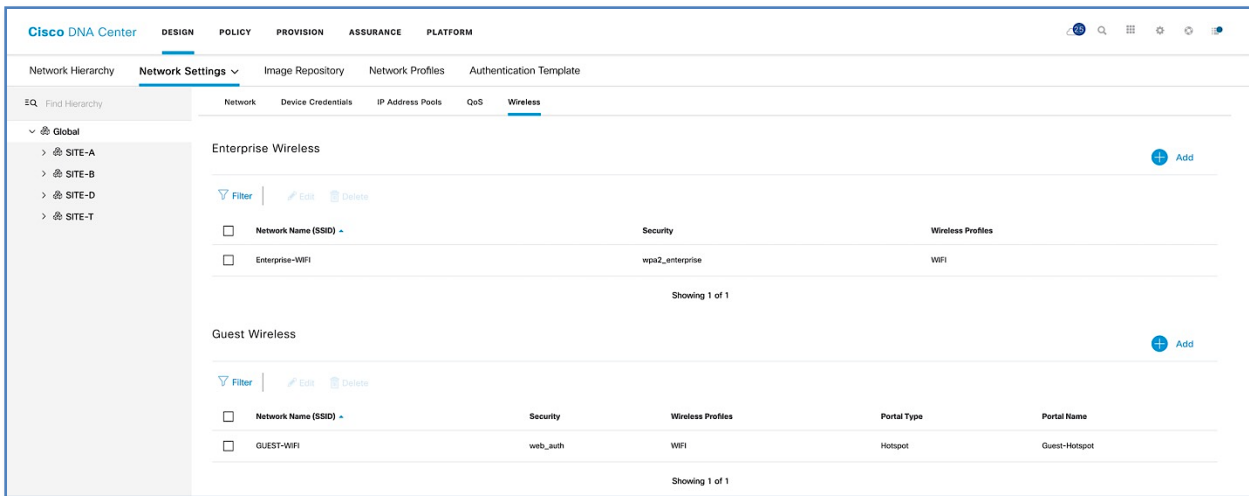 Cisco DNA Center DESIGN POLICY PROVISION ASSURANCE PLATFORM 25
Network Hierarchy Network Settings Image Repository Network Profiles Authentication Template
EQ Find Hierarchy
Network Device Credentials IP Address Pools QoS Wireless
Global
SITE-A
SITE-B
SITE-D
SITE-T
Enterprise Wireless
Add
Filter Edit Delete
Network Name (SSID) Security Wireless Profiles
Enterprise-WIFI wpa2_enterprise WIFI
Showing 1 of 1
Guest Wireless
Add
Filter Edit Delete
Network Name (SSID) Security Wireless Profiles Portal Type Portal Name
GUEST-WIFI web_auth WIFI Hotspot Guest-Hotspot
Showing 1 of 1